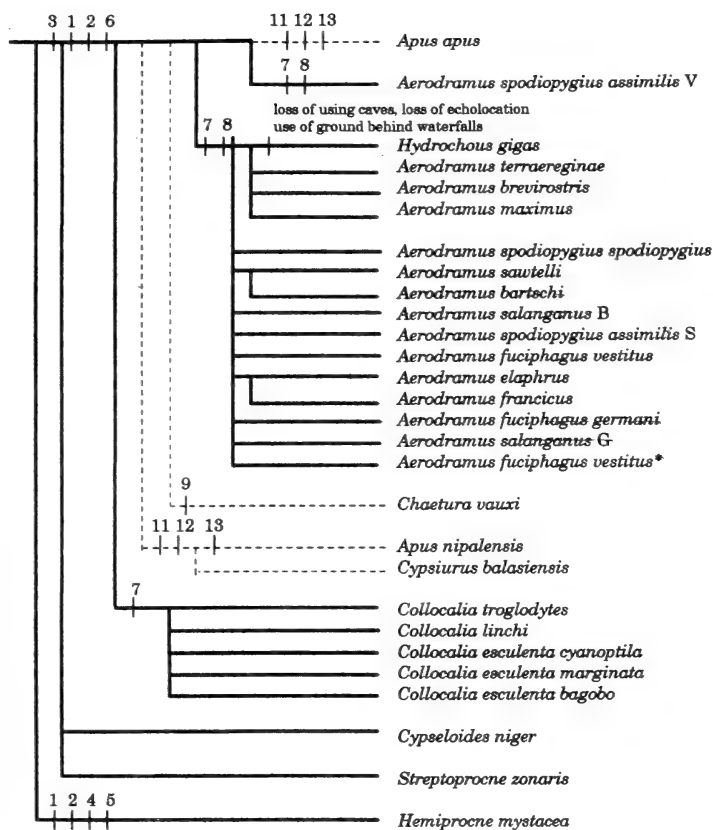 3 1 2 6
11 12 13
Apus apus
7 8
Aerodramus spodiopygius assimilis V
loss of using caves, loss of echolocation
use of ground behind waterfalls
7 8
Hydrochous gigas
Aerodramus terraereginae
Aerodramus brevirostris
Aerodramus maximus
Aerodramus spodiopygius spodiopygius
Aerodramus sawtelli
Aerodramus bartschi
Aerodramus salanganus B
Aerodramus spodiopygius assimilis S
Aerodramus fuciphagus vestitus
Aerodramus elaphrus
Aerodramus francicus
Aerodramus fuciphagus germani
Aerodramus salanganus G
Aerodramus fuciphagus vestitus*
9
Chaetura vauxi
11 12 13
Apus nipalensis
Cypsiurus balasiensis
7
Collocalia troglodytes
Collocalia linchi
Collocalia esculenta cyanoptila
Collocalia esculenta marginata
Collocalia esculenta bagobo
Cypseloides niger
Streptoprocne zonaris
1 2 4 5
Hemiprocne mystacea